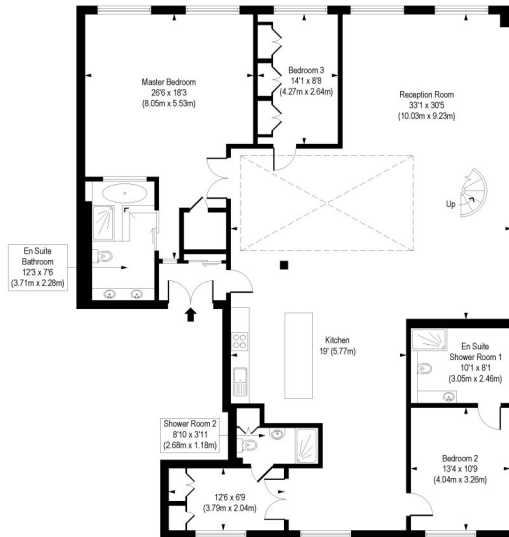 Master Bedroom
26'6 x 18'3
(8.05m x 5.53m)
Bedroom 3
14'1 x 8'8
(4.27m x 2.64m)
Reception Room
33'1 x 30'5
(10.03m x 9.23m)
Up
En Suite
Bathroom
12'3 x 7'6
(3.71m x 2.28m)
Kitchen
19' (5.77m)
En Suite
Shower Room 1
10'1 x 8'1
(3.05m x 2.46m)
Shower Room 2
8'10 x 3'11
(2.68m x 1.18m)
Bedroom 2
13'4 x 10'9
(4.04m x 3.26m)
12'6 x 6'9
(3.79m x 2.04m)